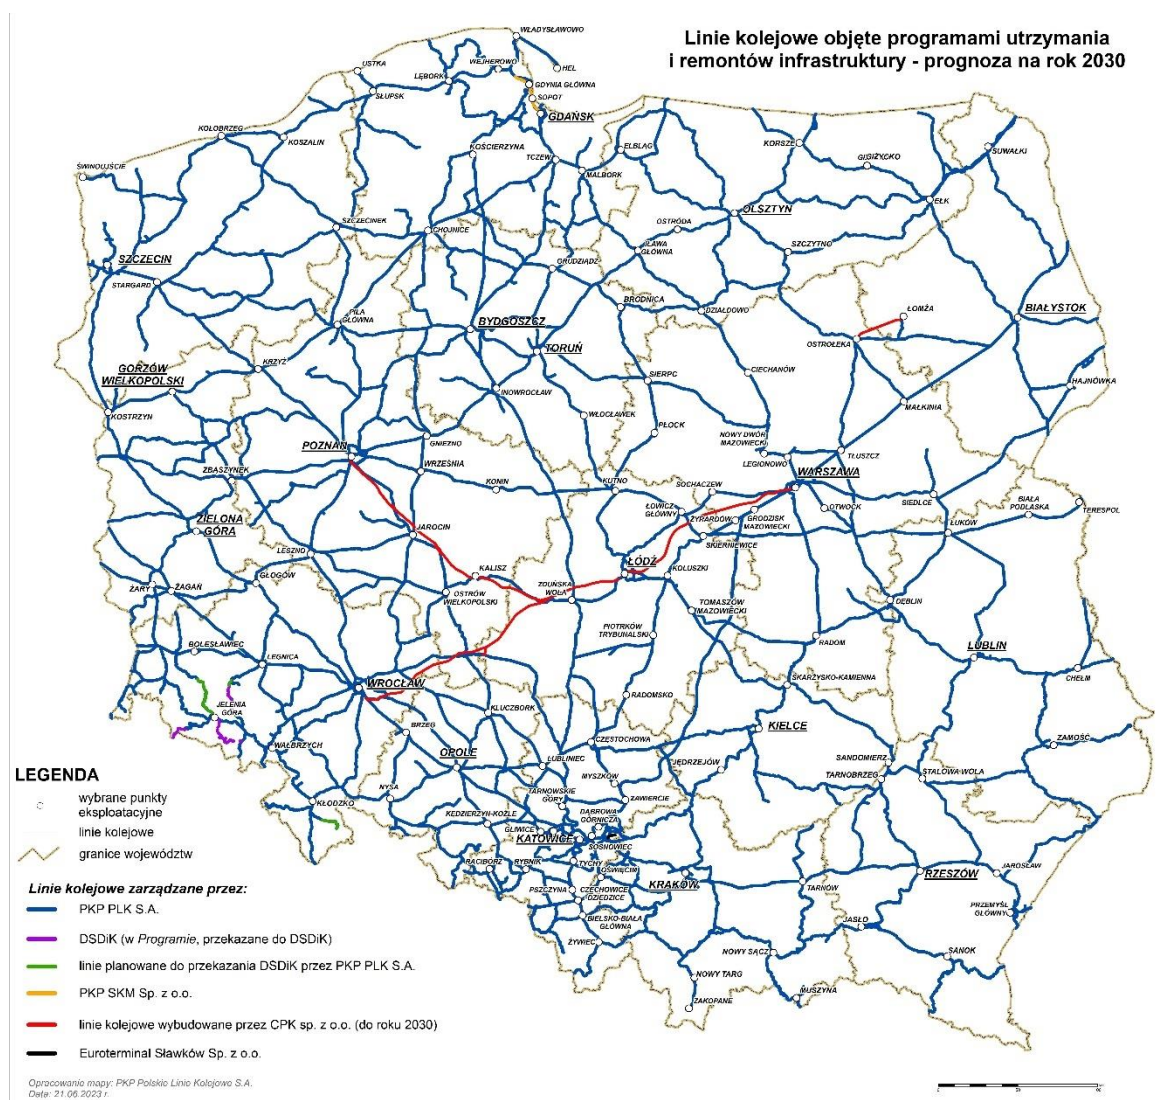 Linie kolejowe objęte programami utrzymania
i remontów infrastruktury - prognoza na rok 2030
WŁADYSŁAWOWO
USTKA
WEJHEROWO
HEL
LĘBORK
GDYNIA GŁÓWNA
SŁUPSK
SOPOT
GDAŃSK
KOŁOBRZEG
KOSZALIN
KOŚCIERZYNA
ELBLĄG
KORSZE
GIŻYCKO
SUWAŁKI
ŚWINOUJŚCIE
TCZEW
MALBORK
EŁK
SZCZECINEK
CHOJNICE
OSTRÓDA
OLSZTYN
SZCZYTNO
IŁAWA
GŁÓWNA
SZCZECIN
STARGARD
GRUDZIĄDZ
BRODNICA
DZIAŁDOWO
ŁOMŻA
BIAŁYSTOK
PIŁA
GŁÓWNA
BYDGOSZCZ
OSTROŁĘKA
TORUŃ
KRZYŻ
GORZÓW
WIELKOPOLSKI
SIERPC
CIECHANÓW
HAJNÓWKA
INOWROCŁAW
KOSTRZYN
WŁOCŁAWEK
MAŁKINIA
PŁOCK
NOWY DWÓR
MAZOWIECKI
GNIEZNO
POZNAŃ
TŁUSZCZ
LEGIONOWO
ZBĄSZYNEK
WRZEŚNIA
WARSZAWA
KONIN
KUTNO
SOCHACZEW
SIEDLCE
BIAŁA
PODLASKA
TERESPOL
ŁOWICZ
GŁÓWNY
ŻYRARDÓW
GRODZISK
MAZOWIECKI
OTWOCK
ŁUKÓW
ZIELONA
GÓRA
JAROCIN
SKIERNIEWICE
LESZNO
ŁÓDŹ
KALISZ
KOLUSZKI
ŻARY
ŻAGAŃ
GŁOGÓW
OSTRÓW
WIELKOPOLSKI
ZDUŃSKA
WOLA
TOMASZÓW
MAZOWIECKI
DĘBLIN
PIOTRKÓW
TRYBUNALSKI
RADOM
BOLESŁAWIEC
LEGNICA
LUBLIN
CHEŁM
WROCŁAW
SKARŻYSKO-KAMIENNA
RADOMSKO
JELENIA
GÓRA
KLUCZBORK
BRZEG
KIELCE
WAŁBRZYCH
OPOLE
CZĘSTOCHOWA
ZAMOŚĆ
LUBLINIEC
JĘDRZEJÓW
SANDOMIERZ
TARNOBRZEG
STALOWA-WOLA
LEGENDA
wybrane punkty
eksploatacyjne
linie kolejowe
granice województw
MYSZKÓW
NYSA
TARNOWSKIE
GÓRY
ZAWIERCIE
KŁODZKO
KĘDZIERZYN-KOŹLE
DĄBROWA
GÓRNICZA
GLIWICE
KATOWICE
SOSNOWIEC
RACIBÓRZ
RYBNIK
TYCHY
OŚWIĘCIM
KRAKÓW
TARNÓW
RZESZÓW
JAROSŁAW
PSZCZYNA
CZECHOWICE
DZIEDZICE
PRZEMYŚL
GŁÓWNY
BIELSKO-BIAŁA
GŁÓWNA
JASŁO
ŻYWIEC
NOWY SĄCZ
SANOK
NOWY TARG
MUSZYNA
ZAKOPANE
Linie kolejowe zarządzane przez:
PKP PLK S.A.
DSDiK (w Programie, przekazane do DSDiK)
linie planowane do przekazania DSDiK przez PKP PLK S.A.
PKP SKM Sp. z o.o.
linie kolejowe wybudowane przez CPK sp. z o.o. (do roku 2030)
Euroterminal Sławków Sp. z o.o.
Opracowanie mapy: PKP Polskie Linie Kolejowe S.A.
Data: 21.06.2023 r.